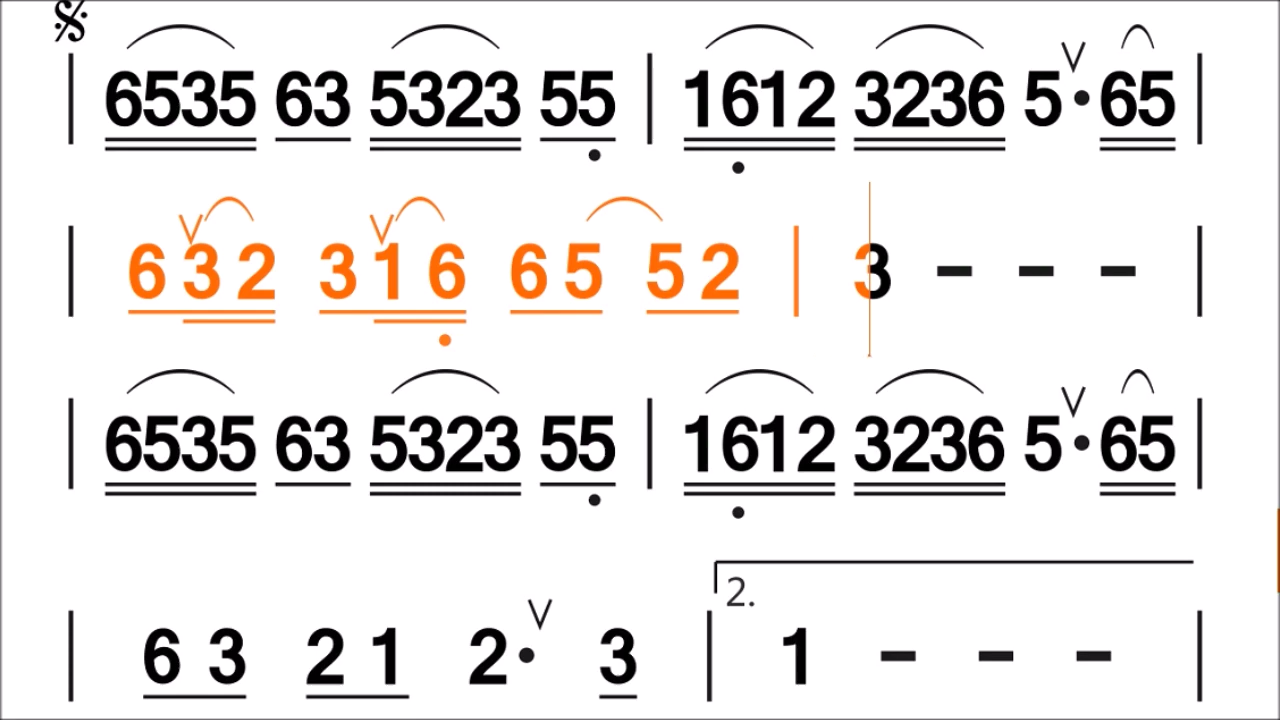 6535 63 5323 55 | 1612 3236 5· 65 |
| 6 3 2 3 1 6 6 5 5 2 | 3 – – – |
| 6535 63 5323 55 | 1612 3236 5· 65 |
2.
| 6 3 2 1 2· 3 | 1 – – – |